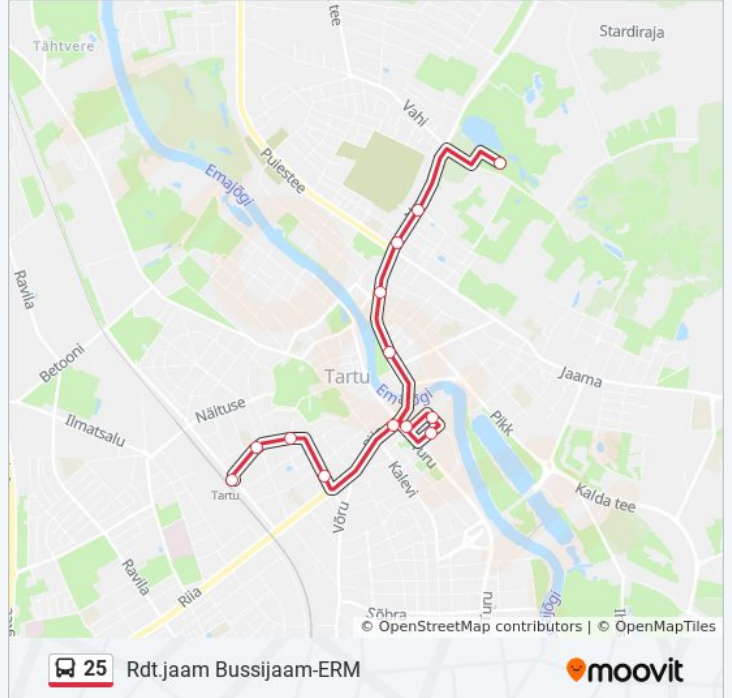 tee
Stardiraja
Tähtvere
Vahi
Puiestee
Emajõgi
Ravila
Betooni
Tartu
Jaama
Emajõgi
Näituse
Ilmatsalu
Pikk
Kalevi
Tartu
Kalda tee
Võru
Ravila
Riia
Sõbra
© OpenStreetMap contributors | © OpenMapTiles
25 Rdt.jaam Bussijaam-ERM
moovit